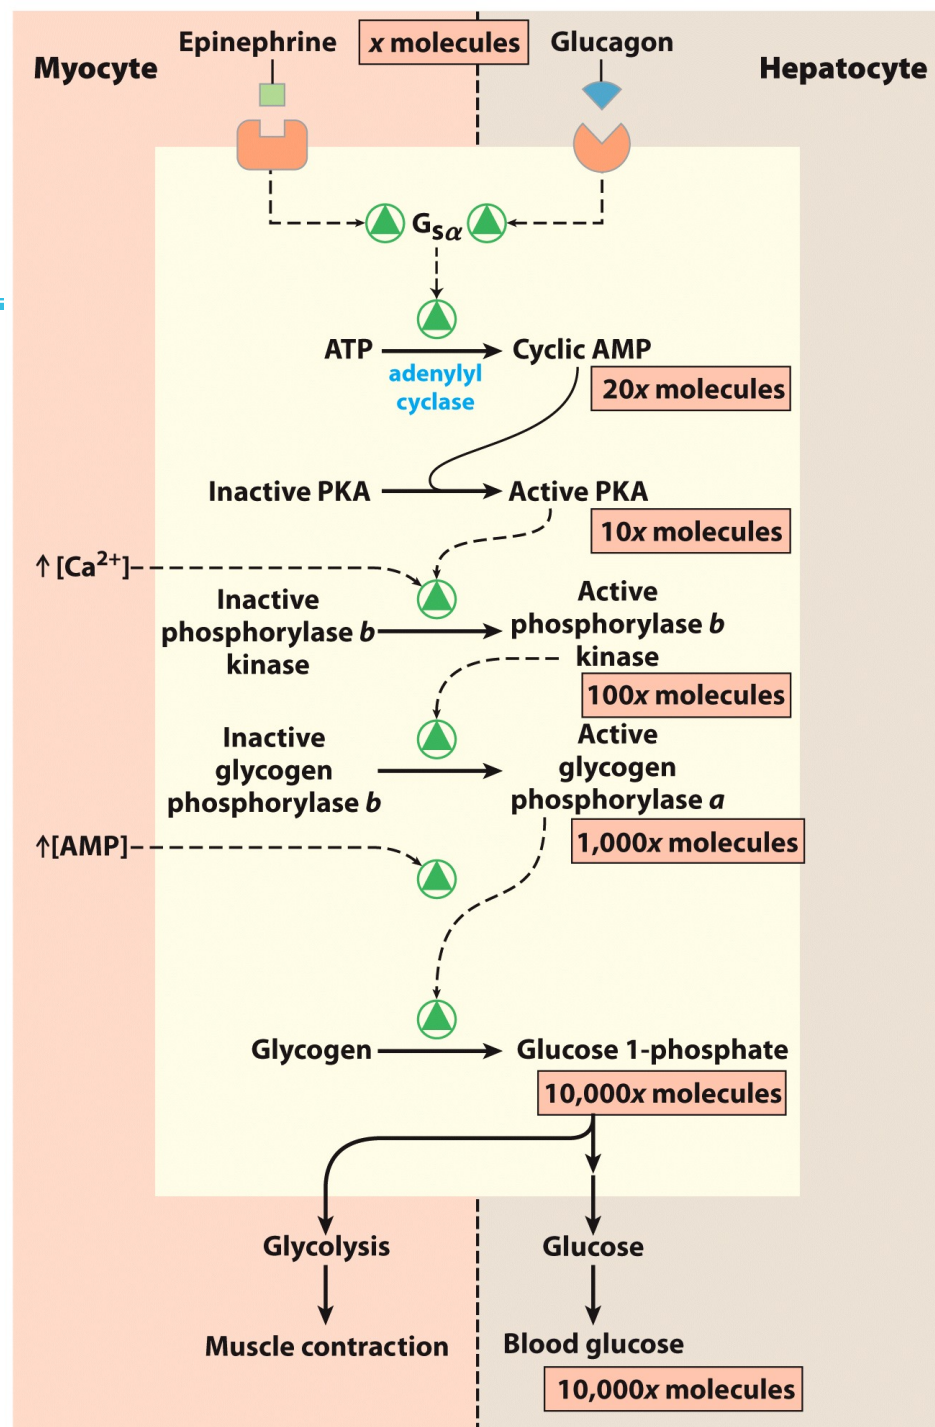 Epinephrine
x molecules
Glucagon
Myocyte
Hepatocyte
Gsα
ATP
Cyclic AMP
adenylyl
cyclase
20x molecules
Inactive PKA
Active PKA
10x molecules
↑[Ca²⁺]
Inactive
phosphorylase b
kinase
Active
phosphorylase b
kinase
100x molecules
Inactive
glycogen
phosphorylase b
Active
glycogen
phosphorylase a
1,000x molecules
↑[AMP]
Glycogen
Glucose 1-phosphate
10,000x molecules
Glycolysis
Glucose
Muscle contraction
Blood glucose
10,000x molecules